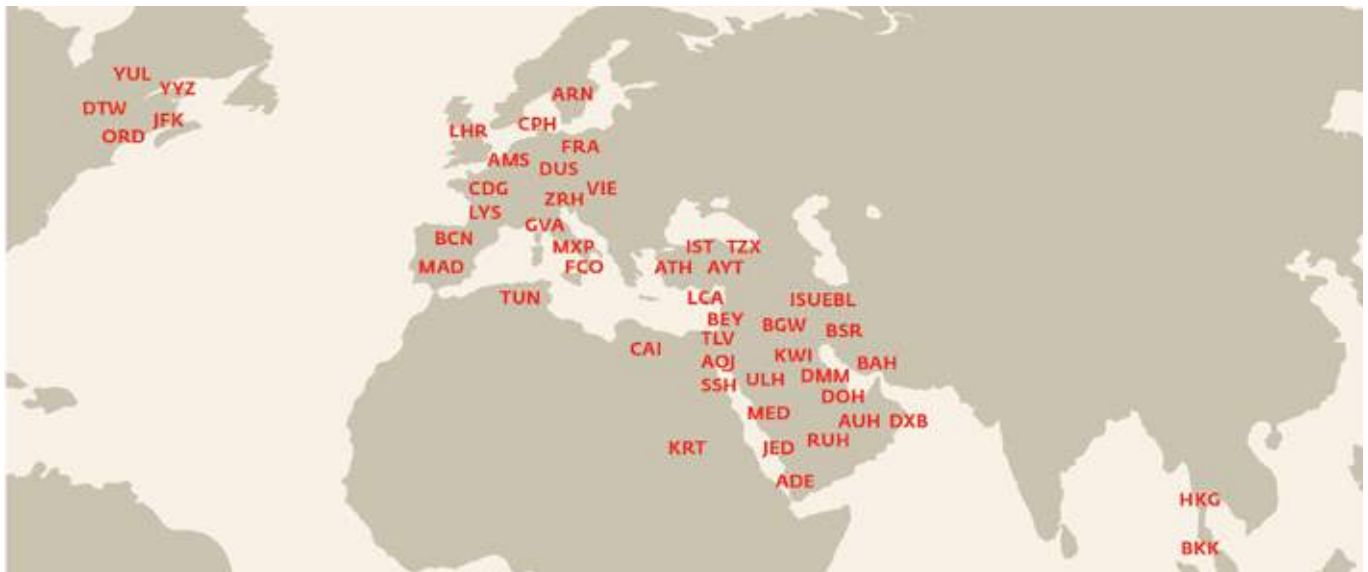 YUL
YYZ
DTW
JFK
ORD
ARN
LHR
CPH
FRA
AMS
DUS
CDG
VIE
ZRH
LYS
GVA
BCN
MXP
IST
TZX
MAD
FCO
ATH
AYT
TUN
LCA
ISUEBL
BEY
BGW
BSR
TLV
CAI
KWI
AQJ
BAH
SSH
ULH
DMM
DOH
MED
AUH
DXB
RUH
KRT
JED
ADE
HKG
BKK